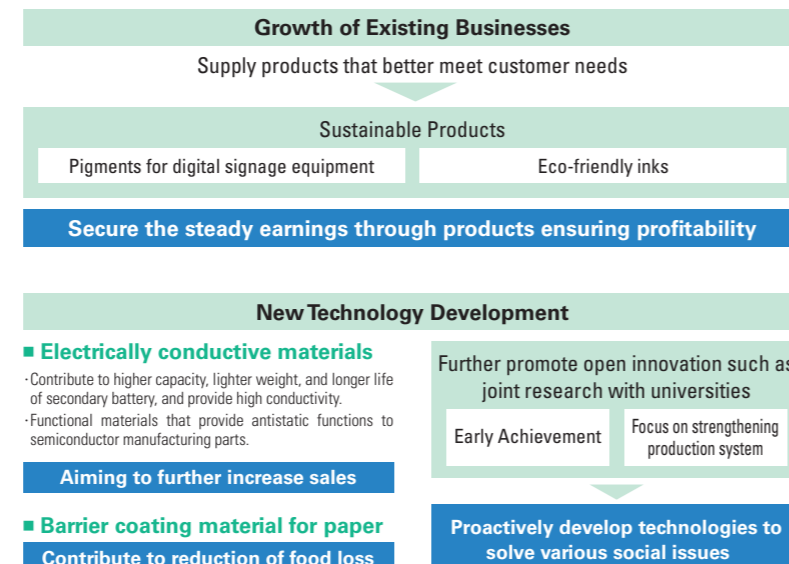 Growth of Existing Businesses
Supply products that better meet customer needs
Sustainable Products
Pigments for digital signage equipment
Eco-friendly inks
Secure the steady earnings through products ensuring profitability
New Technology Development
■ Electrically conductive materials
·Contribute to higher capacity, lighter weight, and longer life
of secondary battery, and provide high conductivity.
·Functional materials that provide antistatic functions to
semiconductor manufacturing parts.
Aiming to further increase sales
■ Barrier coating material for paper
Contribute to reduction of food loss
Further promote open innovation such as
joint research with universities
Early Achievement
Focus on strengthening
production system
Proactively develop technologies to
solve various social issues